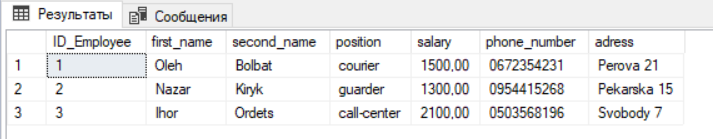 Результаты Сообщения
ID_Employee first_name second_name position salary phone_number adress
1 1 Oleh Bolbat courier 1500,00 0672354231 Perova 21
2 2 Nazar Kiryk guarder 1300,00 0954415268 Pekarska 15
3 3 Ihor Ordets call-center 2100,00 0503568196 Svobody 7